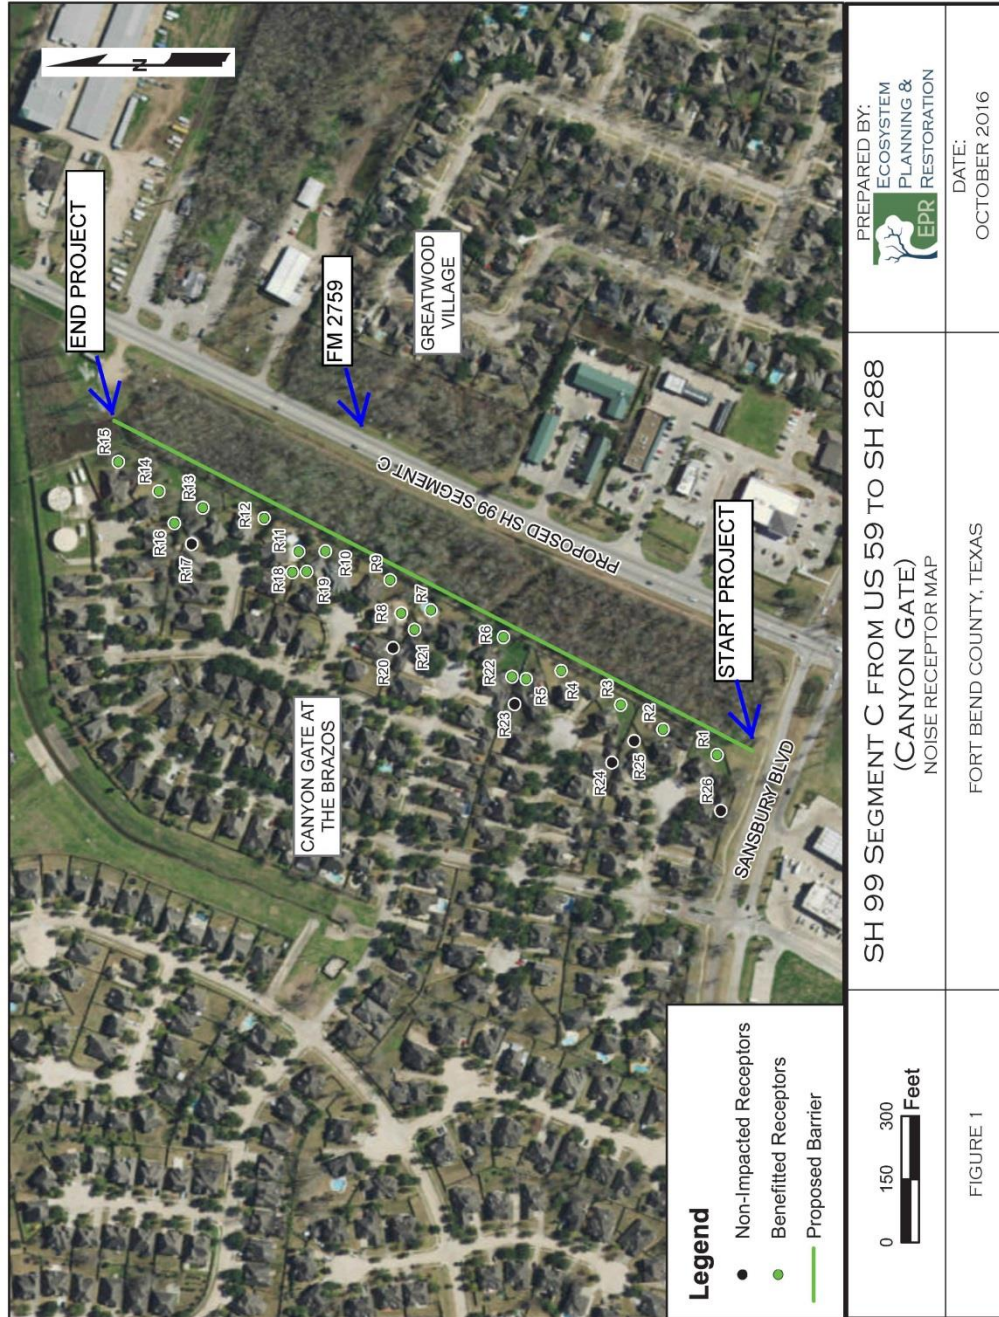 N
END PROJECT
FM 2759
GREATWOOD
VILLAGE
PROPOSED SH 99 SEGMENT C
START PROJECT
SANSBURY BLVD
CANYON GATE AT
THE BRAZOS
R15
R14
R13
R16
R17
R12
R11
R18
R19
R10
R9
R8
R7
R20
R21
R6
R22
R5
R23
R4
R3
R24
R25
R2
R1
R26
Legend
Non-Impacted Receptors
Benefitted Receptors
Proposed Barrier
0 150 300
Feet
FIGURE 1
SH 99 SEGMENT C FROM US 59 TO SH 288
(CANYON GATE)
NOISE RECEPTOR MAP
FORT BEND COUNTY, TEXAS
PREPARED BY:
EPR
ECOSYSTEM
PLANNING &
RESTORATION
DATE:
OCTOBER 2016